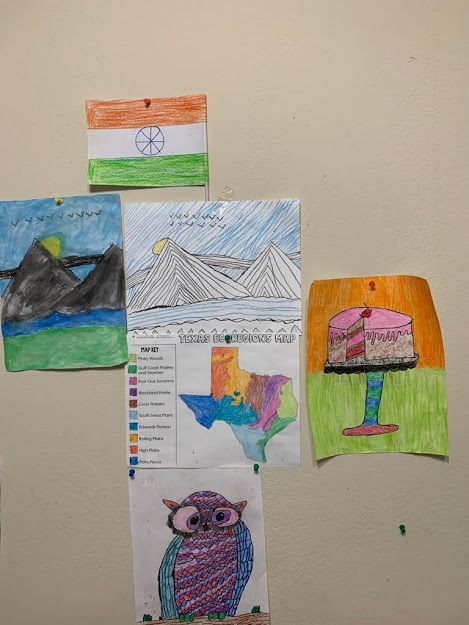 TEXAS ECOREGIONS MAP
MAP KEY
Piney Woods
Gulf Coast Prairies
and Marshes
Post Oak Savanna
Blackland Prairie
Cross Timbers
South Texas Plains
Edwards Plateau
Rolling Plains
High Plains
Trans-Pecos